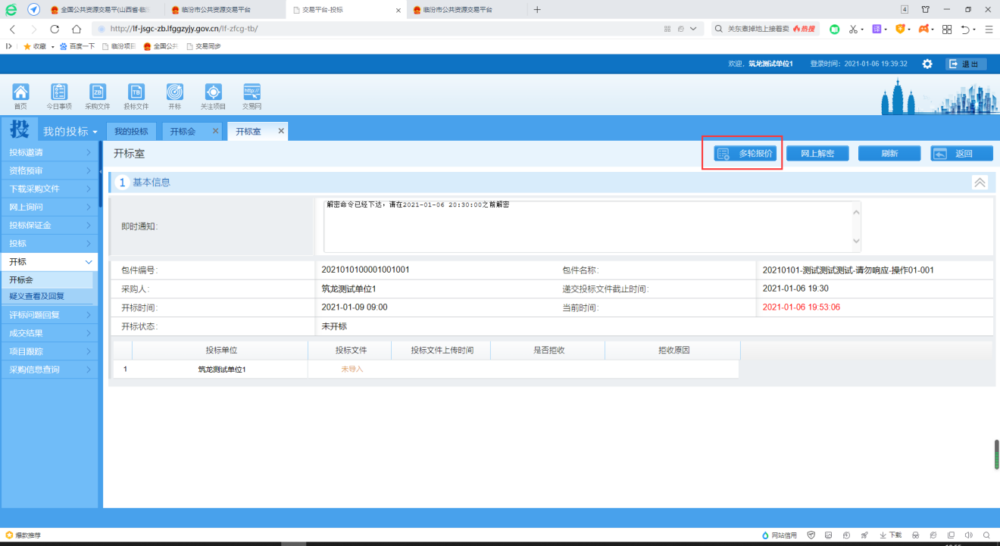 全国公共资源交易平(山西省·临
临汾市公共资源交易平台
交易平台-投标
临汾市公共资源交易平台
4
http://lf-jsgc-zb.lfggzyjy.gov.cn/lf-zfcg-tb/
关东煮掉地上接着卖 热搜
收藏 百度一下 临汾项目 全国公共 交易同步
欢迎, 筑龙测试单位1 登录时间: 2021-01-06 19:39:32 退出
首页 今日事项 采购文件 投标文件 开标 关注项目 交易网
投 我的投标 我的投标 开标会 开标室
投标邀请
资格预审
下载采购文件
网上询问
投标保证金
投标
开标
开标会
疑义查看及回复
评标问题回复
成交结果
项目跟踪
采购信息查询
开标室 多轮报价 网上解密 刷新 返回
1 基本信息
即时通知: 解密命令已经下达，请在2021-01-06 20:30:00之前解密
包件编号: 2021010100001001001 包件名称: 20210101-测试测试测试-请勿响应-操作01-001
采购人: 筑龙测试单位1 递交投标文件截止时间: 2021-01-06 19:30
开标时间: 2021-01-09 09:00 当前时间: 2021-01-06 19:53:06
开标状态: 未开标
投标单位 投标文件 投标文件上传时间 是否拒收 拒收原因
1 筑龙测试单位1 未导入
爆款推荐 网站信用 下载